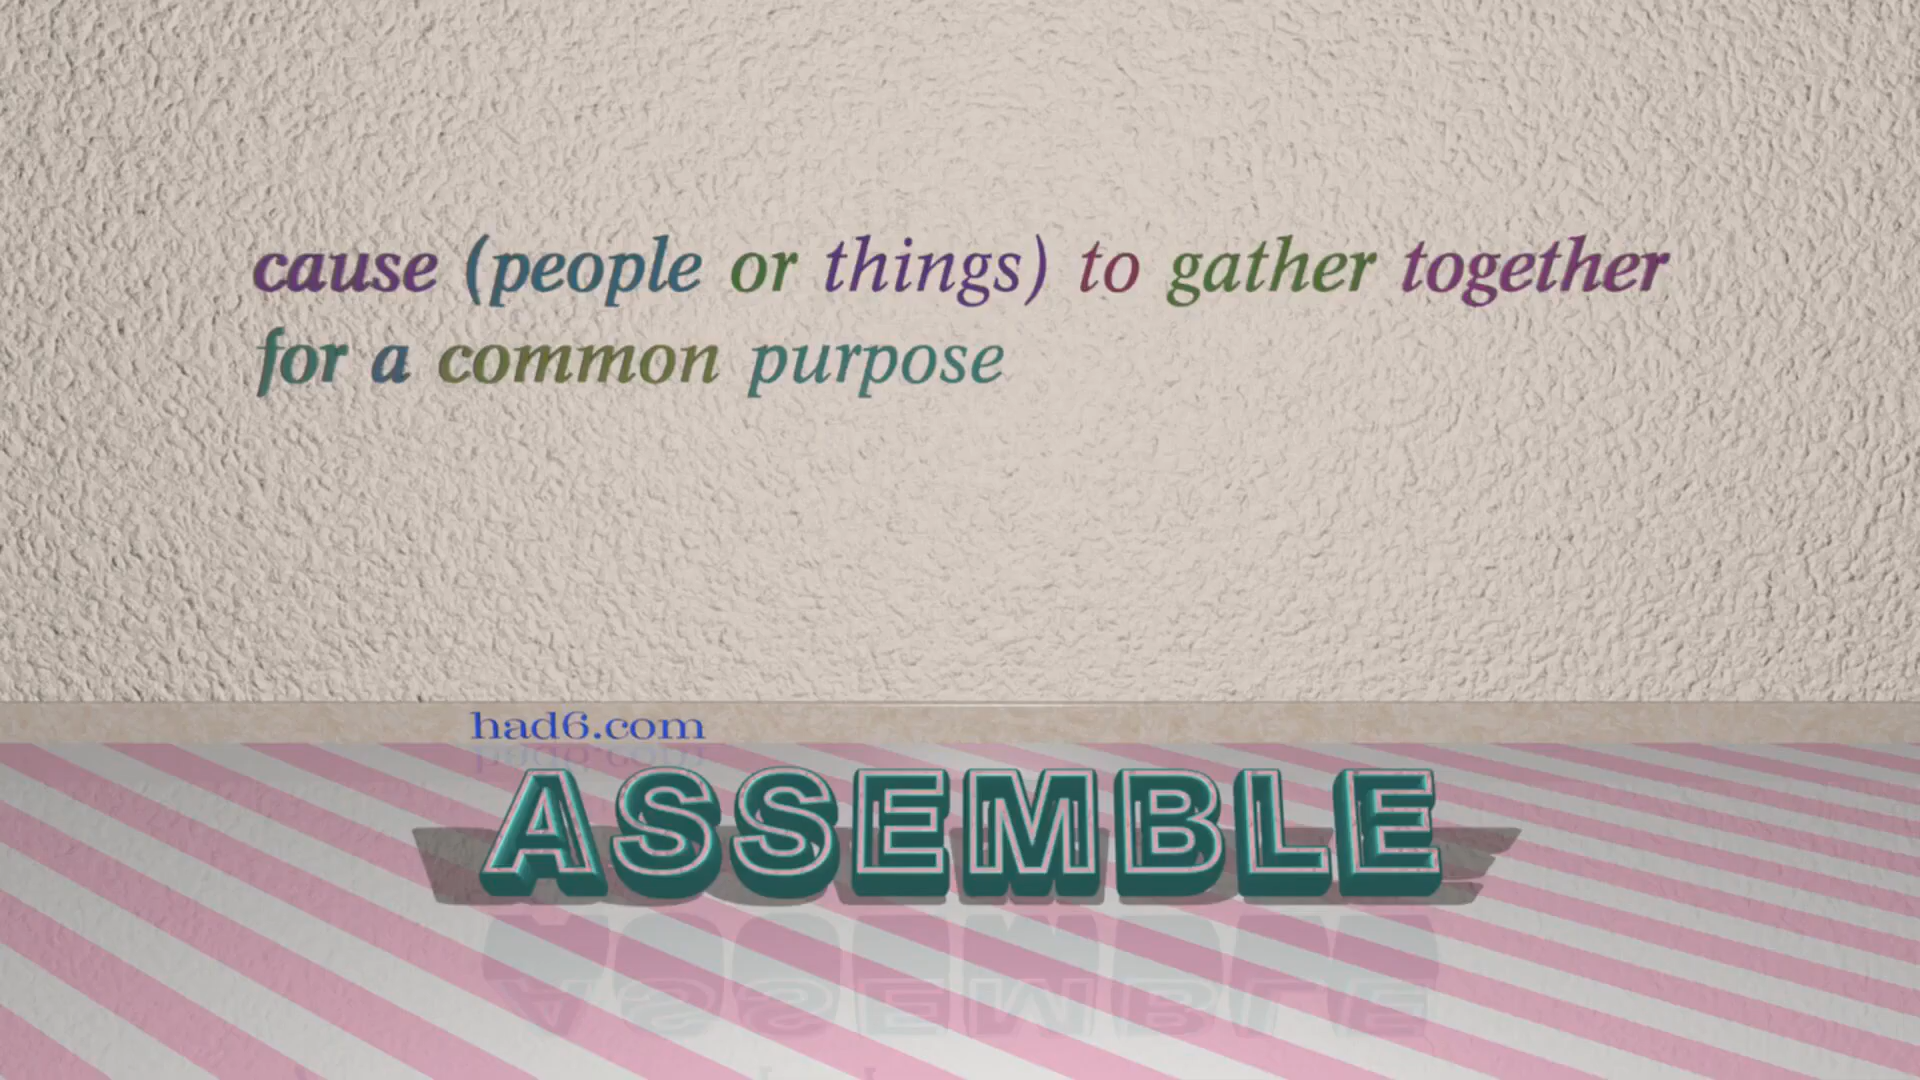 cause (people or things) to gather together
for a common purpose
had6.com
ASSEMBLE